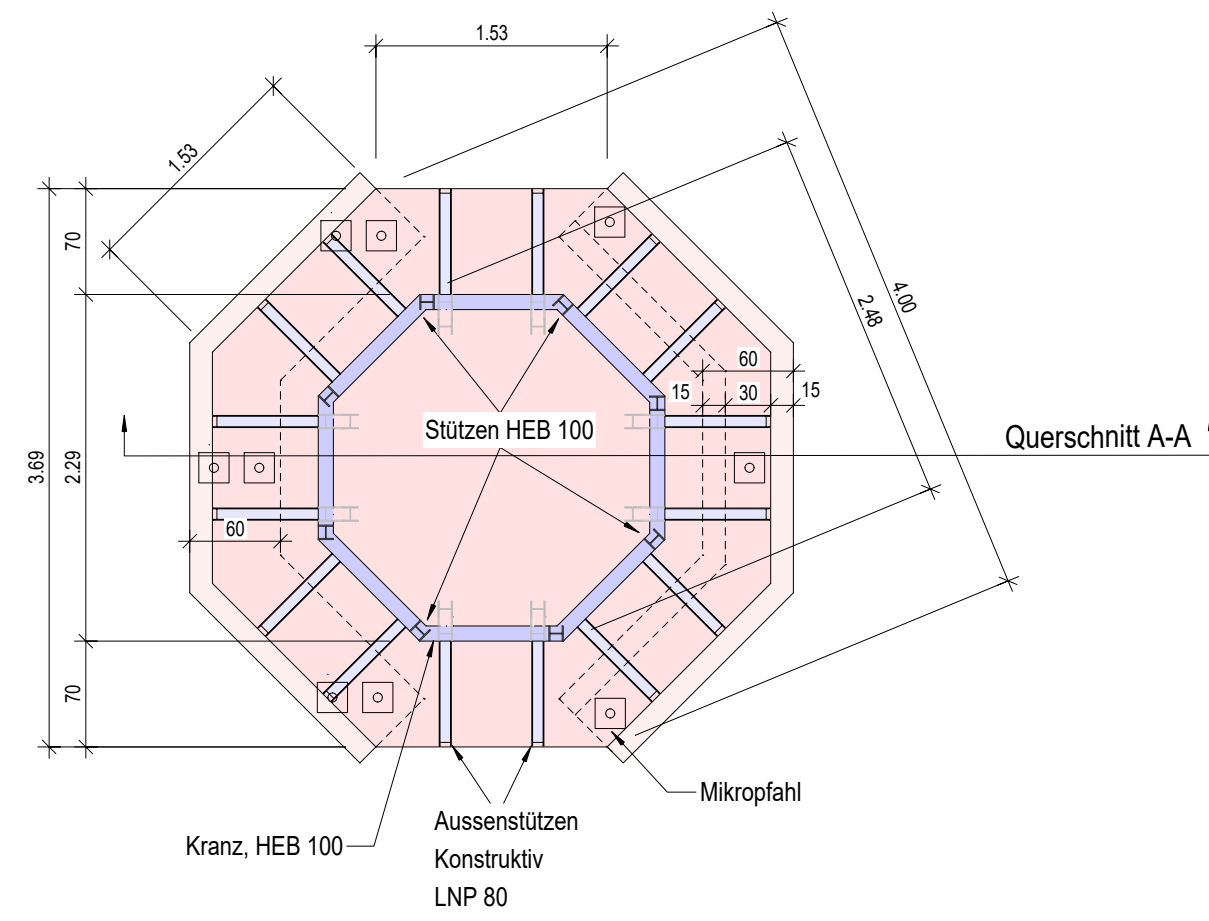 1.53
1.53
70
4.00
2.48
60
15
30
15
Stützen HEB 100
Querschnitt A-A
3.69
2.29
60
70
Mikropfahl
Kranz, HEB 100
Aussenstützen
Konstruktiv
LNP 80